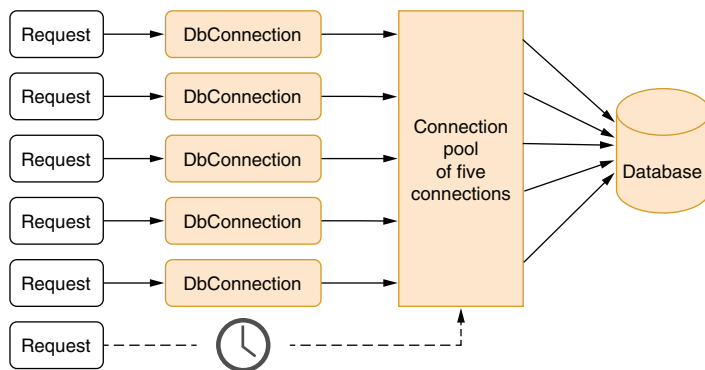 Request
DbConnection
Request
DbConnection
Request
DbConnection
Request
DbConnection
Request
DbConnection
Request
Connection
pool
of five
connections
Database